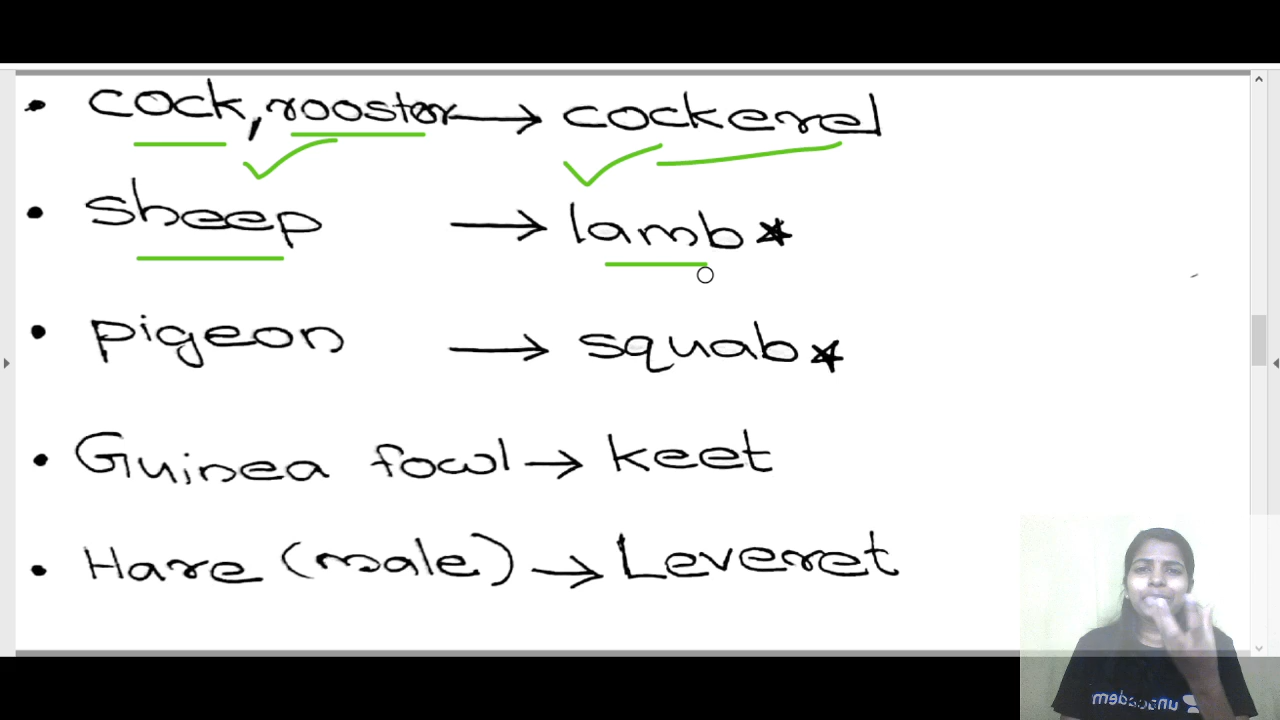 • cock, rooster → cockerel
• sheep → lamb*
• pigeon → squab*
• Guinea fowl → keet
• Hare (male) → Leveret